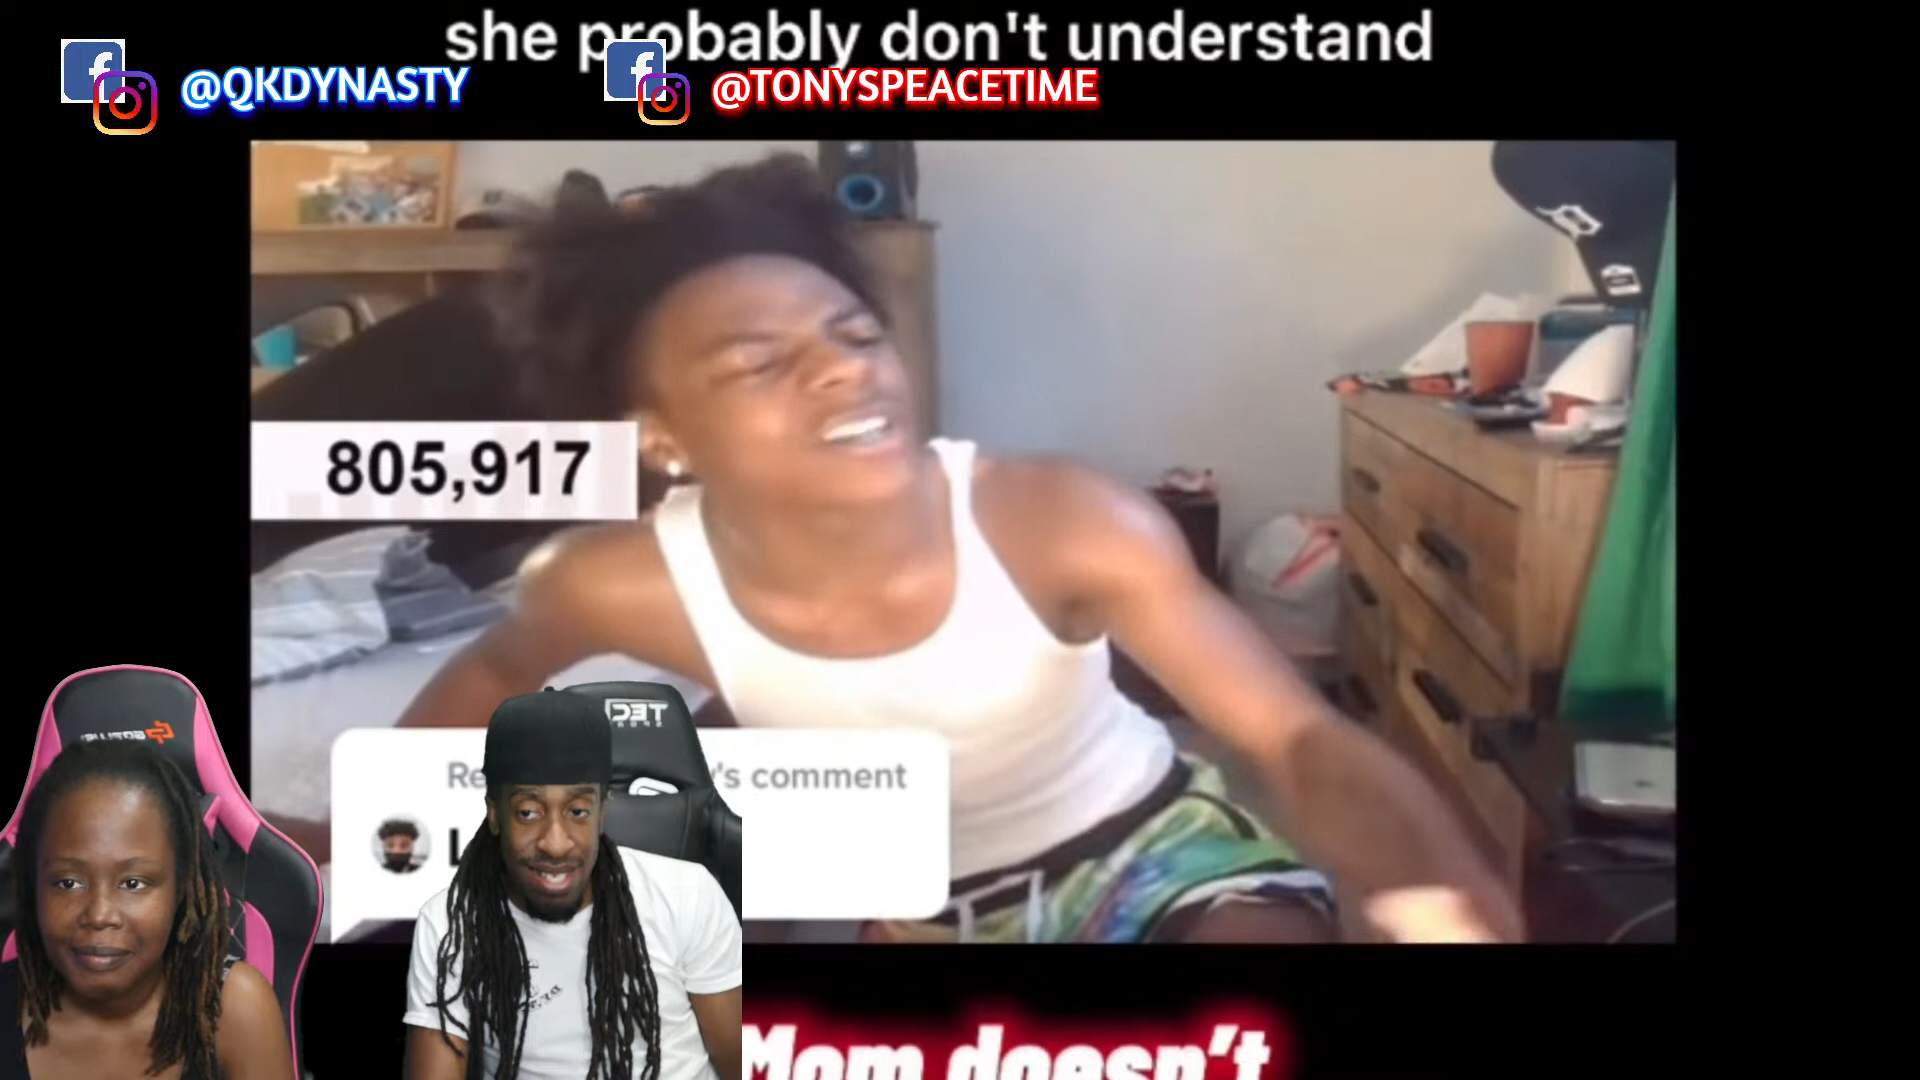 she probably don't understand
@QKDYNASTY
@TONYSPEACETIME
805,917
's comment
Mom doesn't